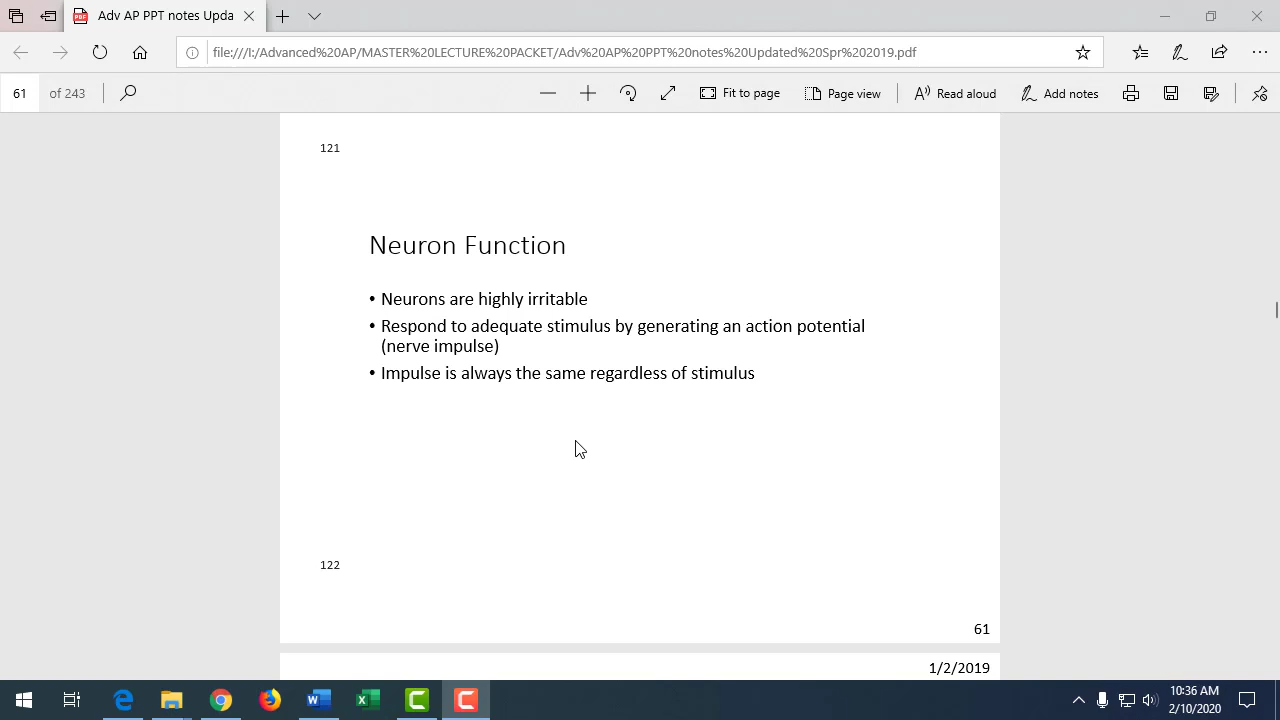 Adv AP PPT notes Upda
file:///I:/Advanced%20AP/MASTER%20LECTURE%20PACKET/Adv%20AP%20PPT%20notes%20Updated%20Spr%202019.pdf
61 of 243 Fit to page Page view Read aloud Add notes
121
Neuron Function
• Neurons are highly irritable
• Respond to adequate stimulus by generating an action potential
(nerve impulse)
• Impulse is always the same regardless of stimulus
122
61
1/2/2019
10:36 AM
2/10/2020